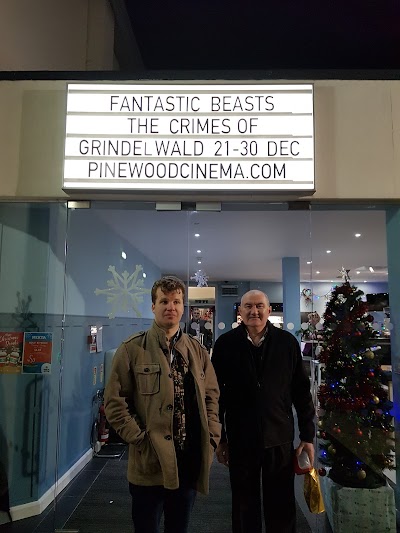 FANTASTIC BEASTS
THE CRIMES OF
GRINDELWALD 21-30 DEC
PINEWOODCINEMA.COM